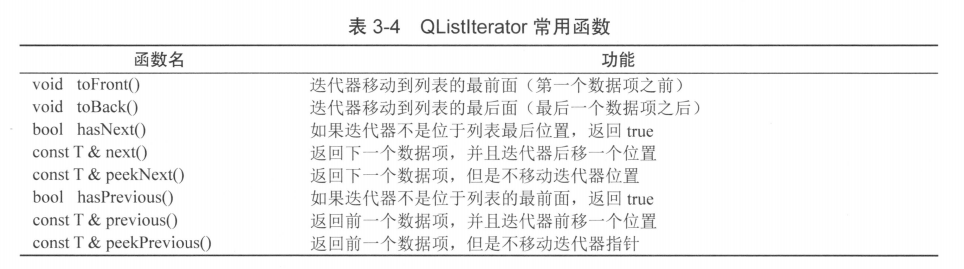 表 3-4 QListIterator 常用函数
函数名 功能
void toFront() 迭代器移动到列表的最前面（第一个数据项之前）
void toBack() 迭代器移动到列表的最后面（最后一个数据项之后）
bool hasNext() 如果迭代器不是位于列表最后位置，返回 true
const T & next() 返回下一个数据项，并且迭代器后移一个位置
const T & peekNext() 返回下一个数据项，但是不移动迭代器位置
bool hasPrevious() 如果迭代器不是位于列表的最前面，返回 true
const T & previous() 返回前一个数据项，并且迭代器前移一个位置
const T & peekPrevious() 返回前一个数据项，但是不移动迭代器指针